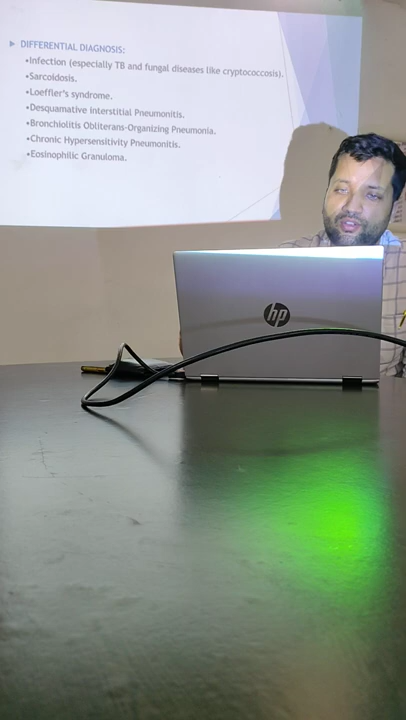 ► DIFFERENTIAL DIAGNOSIS:
•Infection (especially TB and fungal diseases like cryptococcosis).
•Sarcoidosis.
•Loeffler's syndrome.
•Desquamative Interstitial Pneumonitis.
•Bronchiolitis Obliterans-Organizing Pneumonia.
•Chronic Hypersensitivity Pneumonitis.
•Eosinophilic Granuloma.
hp